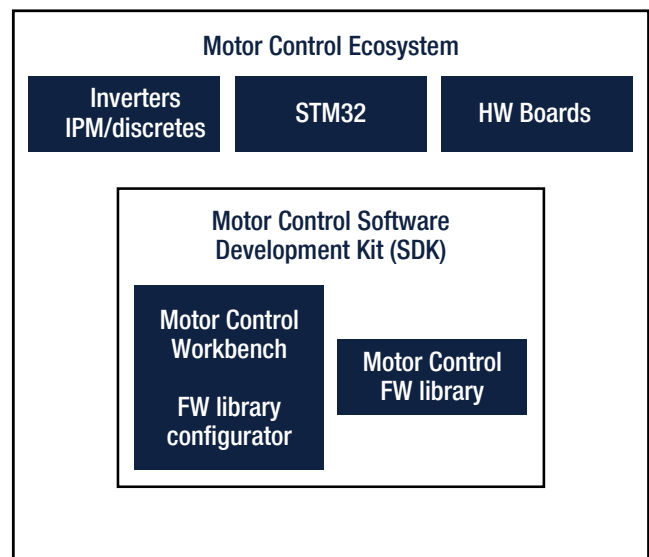 Motor Control Ecosystem
Inverters
IPM/discretes
STM32
HW Boards
Motor Control Software
Development Kit (SDK)
Motor Control
Workbench
FW library
configurator
Motor Control
FW library